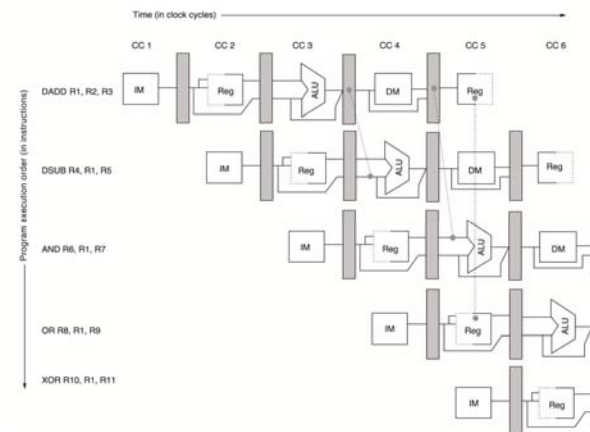 Time (in clock cycles)
CC 1 CC 2 CC 3 CC 4 CC 5 CC 6
Program execution order (in instructions)
DADD R1, R2, R3 IM Reg ALU DM Reg
DSUB R4, R1, R5 IM Reg ALU DM Reg
AND R6, R1, R7 IM Reg ALU DM
OR R8, R1, R9 IM Reg ALU
XOR R10, R1, R11 IM Reg